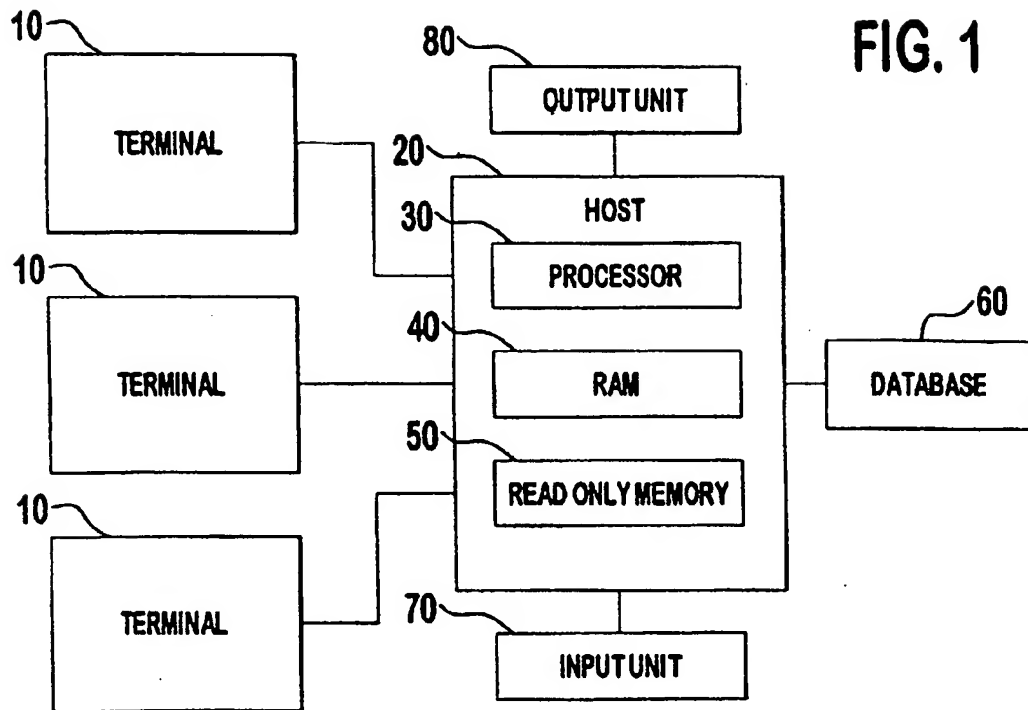 FIG. 1
10
TERMINAL
10
TERMINAL
10
TERMINAL
80
OUTPUT UNIT
20
HOST
30
PROCESSOR
40
RAM
50
READ ONLY MEMORY
60
DATABASE
70
INPUT UNIT